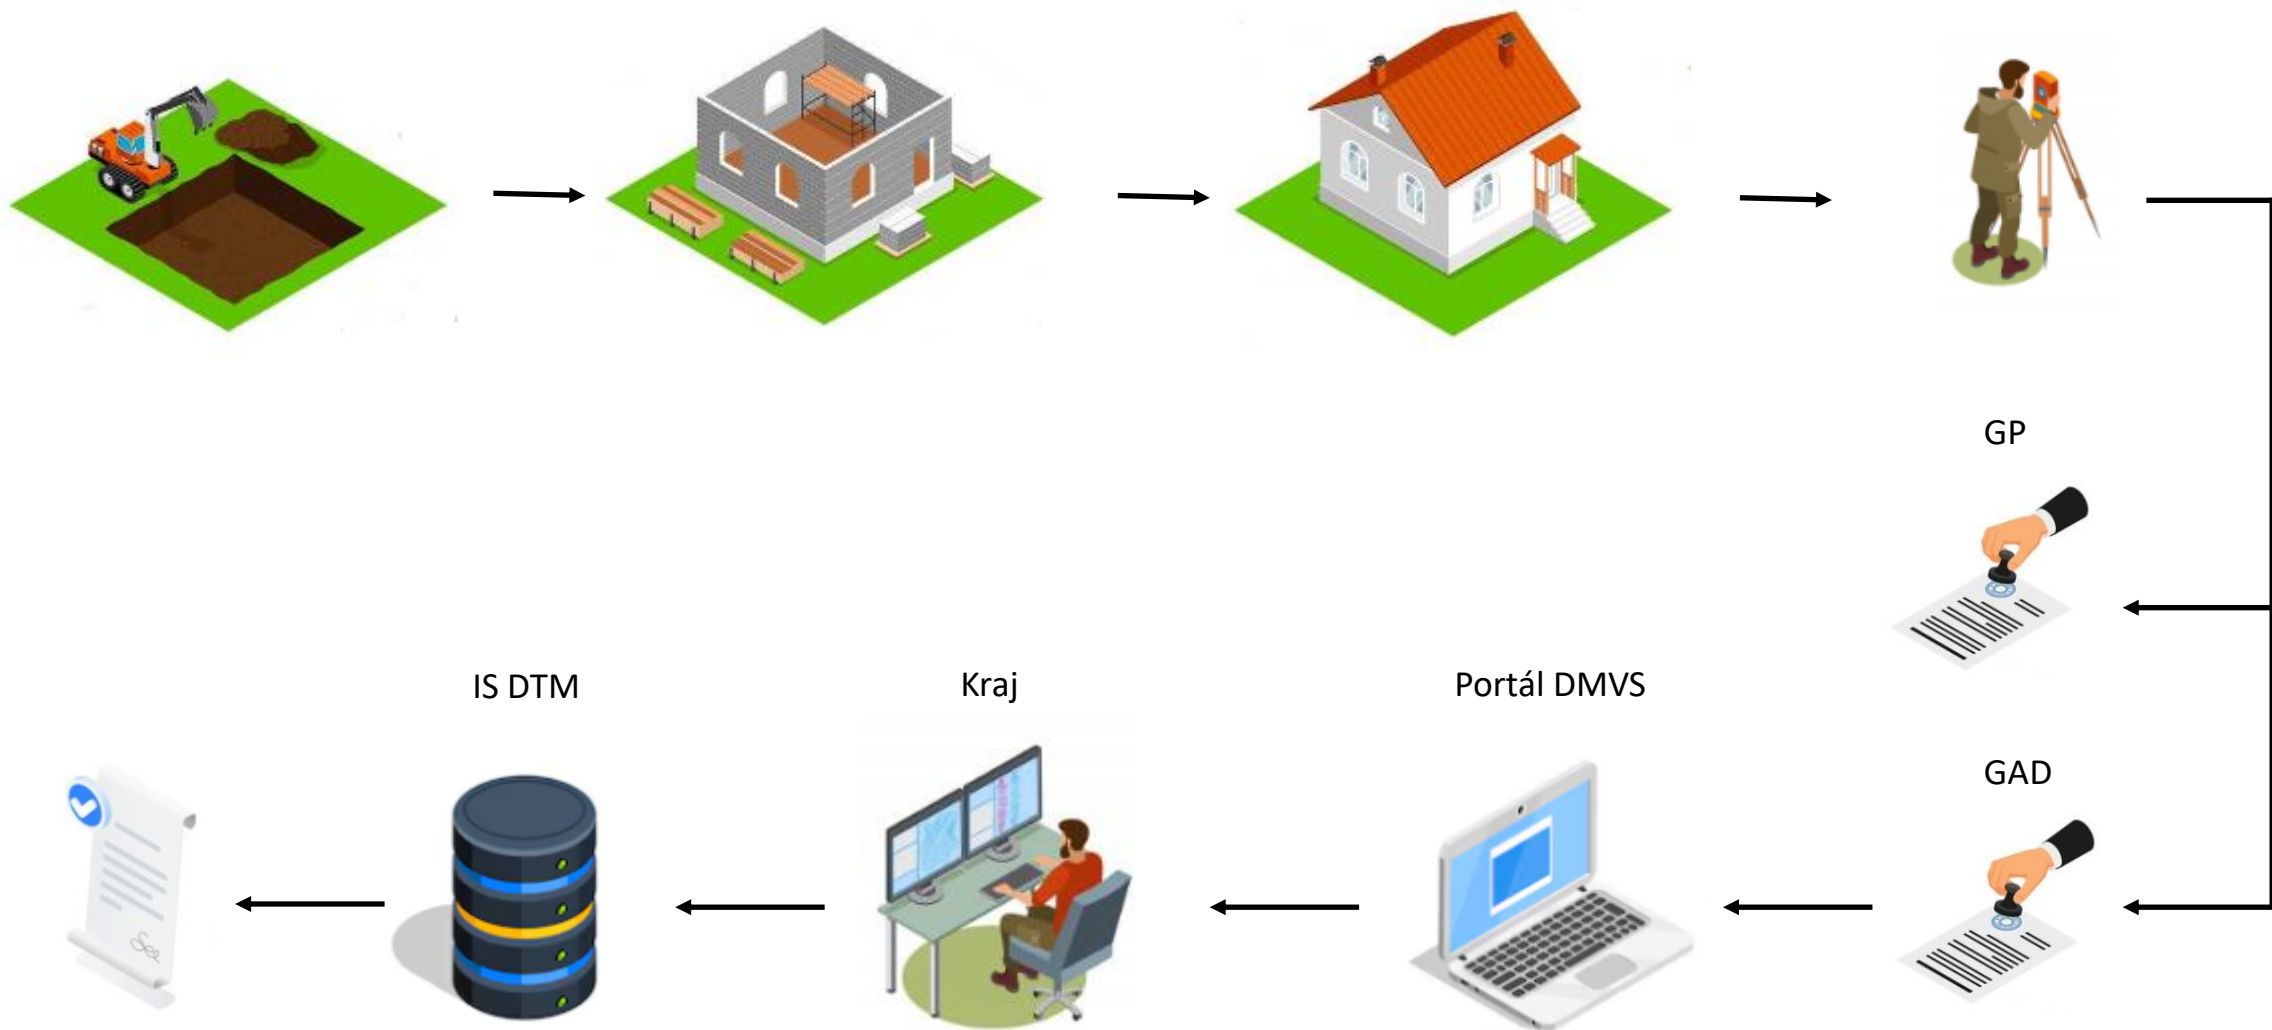 GP
IS DTM
Kraj
Portál DMVS
GAD